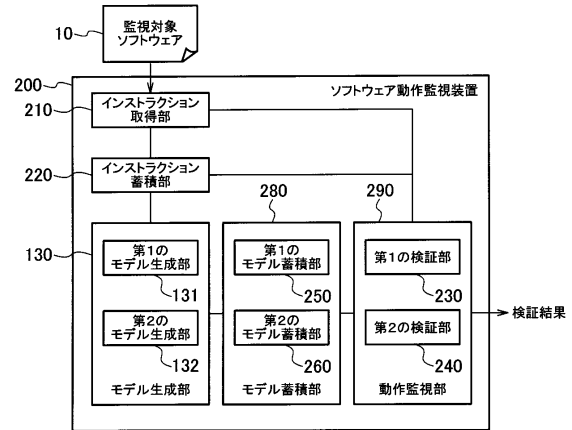 10
監視対象
ソフトウェア
200
ソフトウェア動作監視装置
210
インストラクション
取得部
220
インストラクション
蓄積部
280
290
130
第1の
モデル生成部
131
第2の
モデル生成部
132
モデル生成部
第1の
モデル蓄積部
250
第2の
モデル蓄積部
260
モデル蓄積部
第1の検証部
230
第2の検証部
240
動作監視部
検証結果